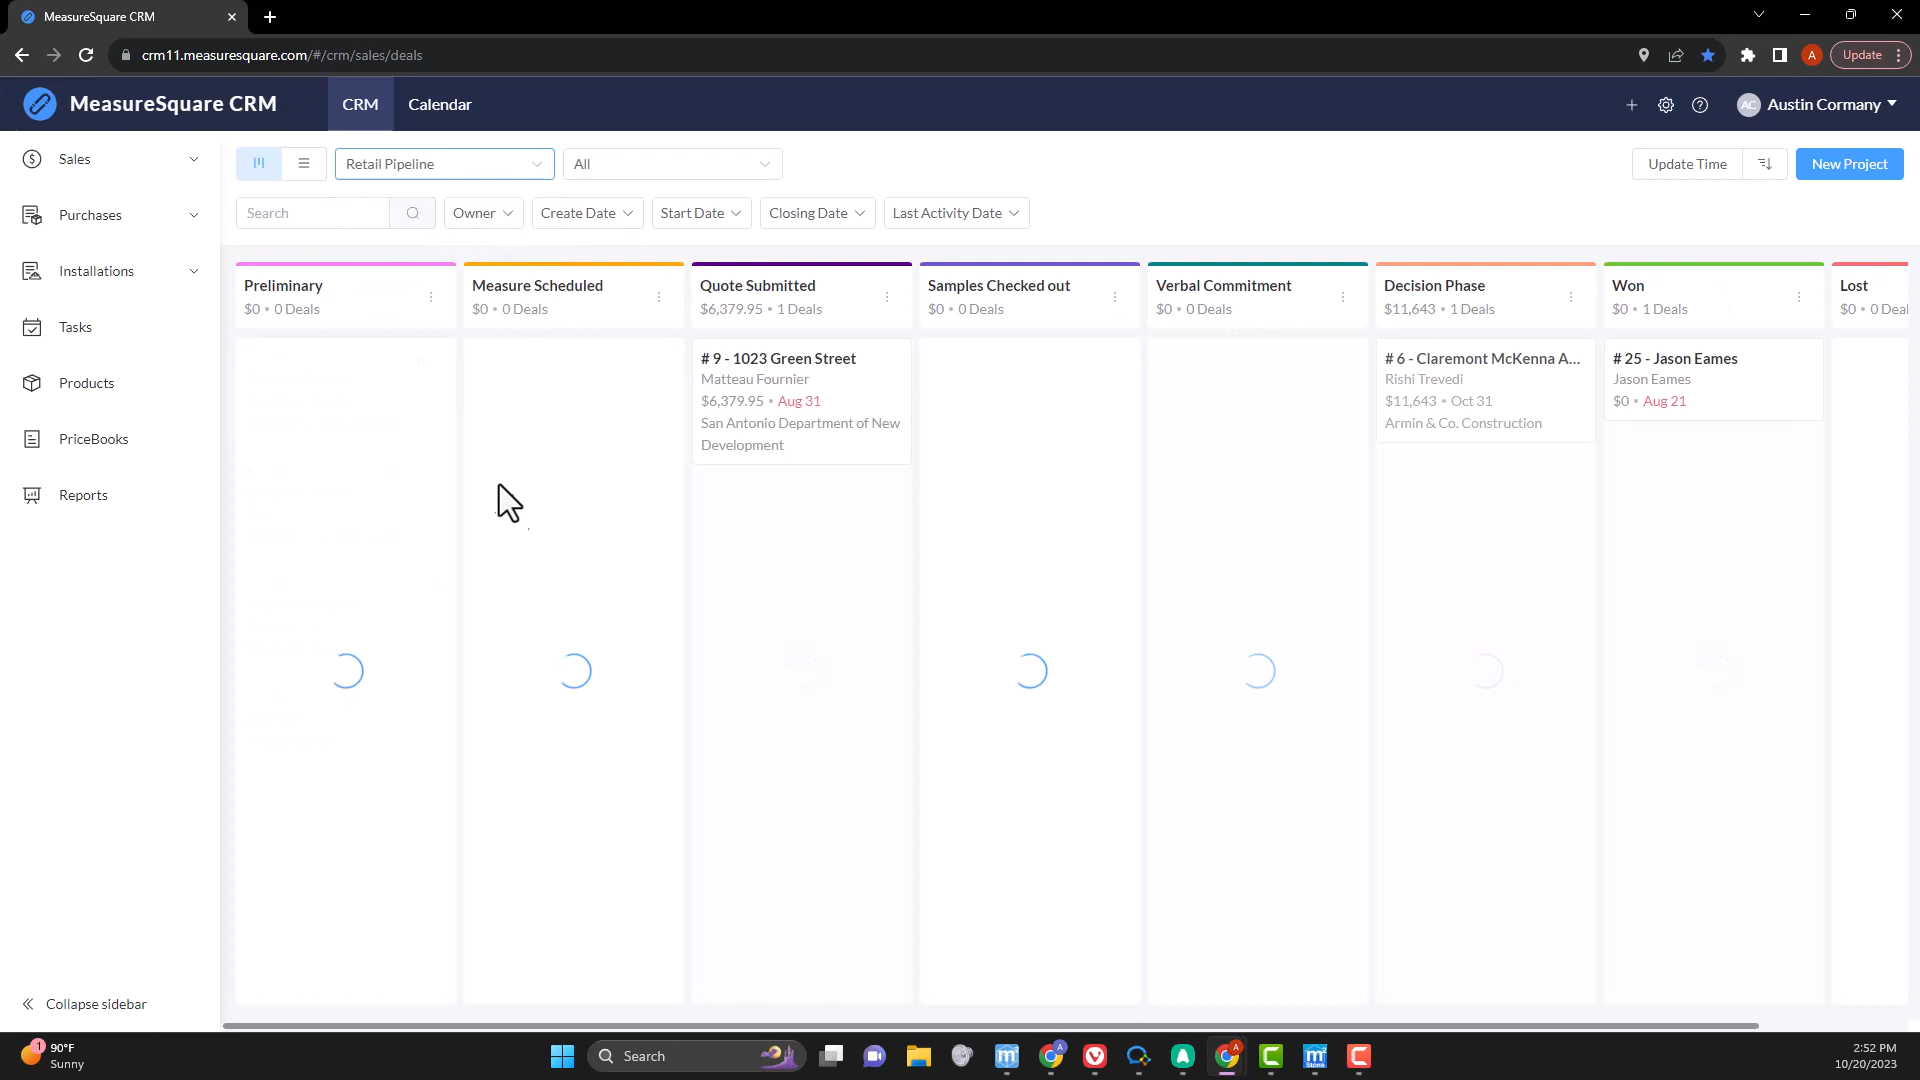 MeasureSquare CRM
crm11.measuresquare.com/#/crm/sales/deals
A
Update
MeasureSquare CRM
CRM
Calendar
AC
Austin Cormany
Sales
Purchases
Installations
Tasks
Products
PriceBooks
Reports
Collapse sidebar
Retail Pipeline
All
Update Time
New Project
Search
Owner
Create Date
Start Date
Closing Date
Last Activity Date
Preliminary
$0 • 0 Deals
Measure Scheduled
$0 • 0 Deals
Quote Submitted
$6,379.95 • 1 Deals
# 9 - 1023 Green Street
Matteau Fournier
$6,379.95 • Aug 31
San Antonio Department of New
Development
Samples Checked out
$0 • 0 Deals
Verbal Commitment
$0 • 0 Deals
Decision Phase
$11,643 • 1 Deals
# 6 - Claremont McKenna A...
Rishi Trevedi
$11,643 • Oct 31
Armin & Co. Construction
Won
$0 • 1 Deals
# 25 - Jason Eames
Jason Eames
$0 • Aug 21
Lost
$0 • 0 Deal
1
90°F
Sunny
Search
m²
A
A
A
m²
Stone
2:52 PM
10/20/2023